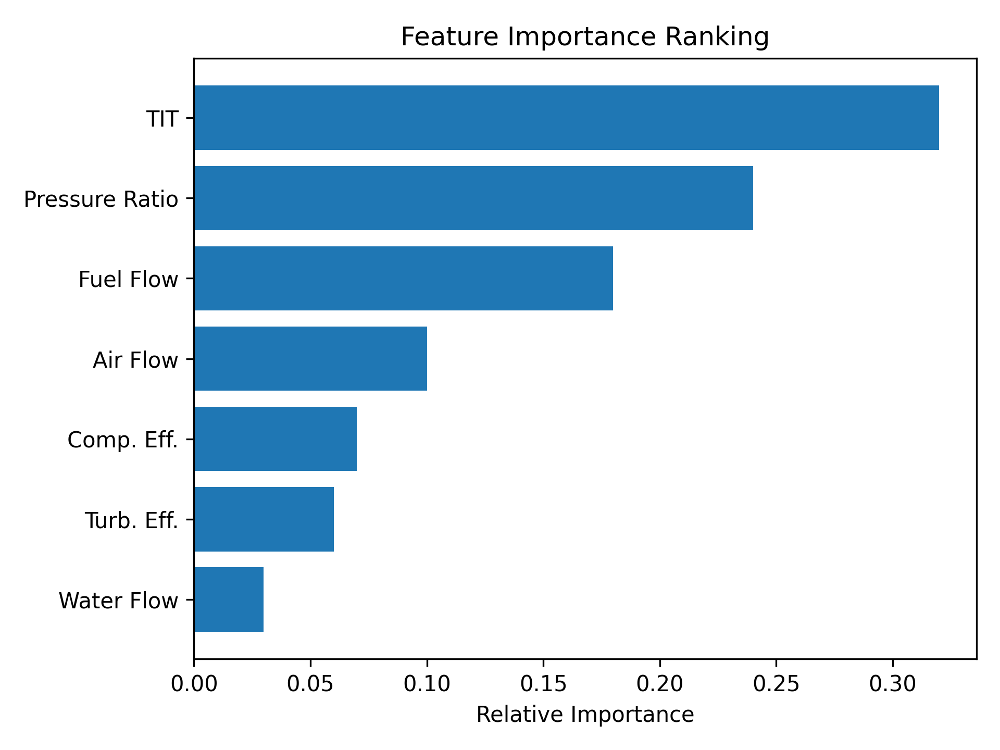 Feature Importance Ranking
TIT
Pressure Ratio
Fuel Flow
Air Flow
Comp. Eff.
Turb. Eff.
Water Flow
0.00 0.05 0.10 0.15 0.20 0.25 0.30
Relative Importance